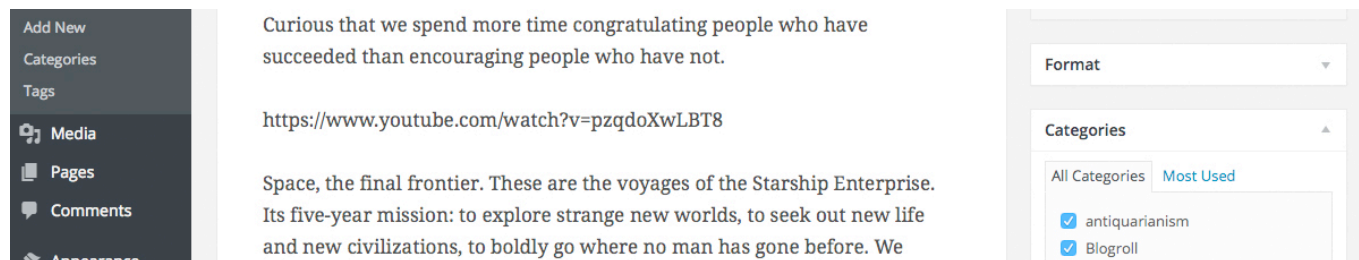 Add New
Categories
Tags
Media
Pages
Comments
Appearance
Curious that we spend more time congratulating people who have
succeeded than encouraging people who have not.
https://www.youtube.com/watch?v=pzqdoXwLBT8
Space, the final frontier. These are the voyages of the Starship Enterprise.
Its five-year mission: to explore strange new worlds, to seek out new life
and new civilizations, to boldly go where no man has gone before. We
Format
Categories
All Categories Most Used
antiquarianism
Blogroll